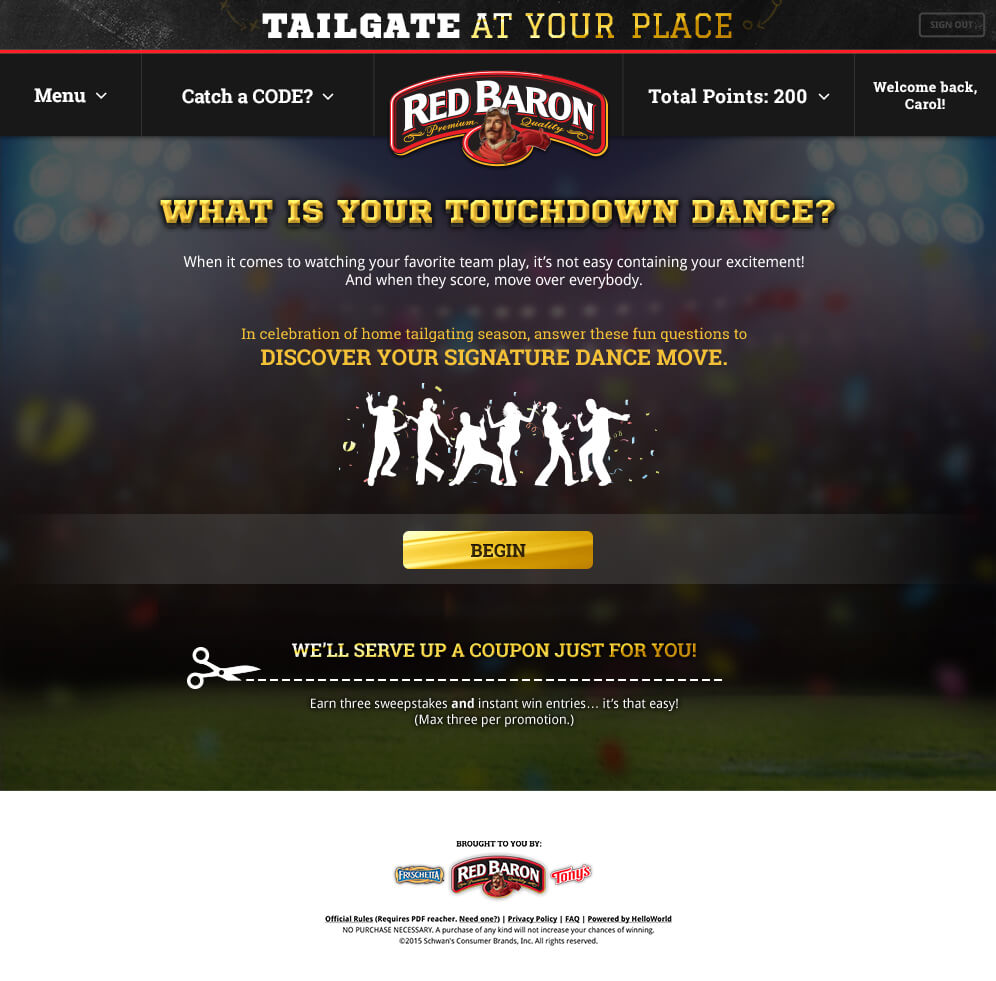 TAILGATE AT YOUR PLACE
SIGN OUT
Menu
Catch a CODE?
RED BARON
Premium Quality
Total Points: 200
Welcome back,
Carol!
WHAT IS YOUR TOUCHDOWN DANCE?
When it comes to watching your favorite team play, it's not easy containing your excitement!
And when they score, move over everybody.
In celebration of home tailgating season, answer these fun questions to
DISCOVER YOUR SIGNATURE DANCE MOVE.
BEGIN
WE'LL SERVE UP A COUPON JUST FOR YOU!
Earn three sweepstakes and instant win entries... it's that easy!
(Max three per promotion.)
BROUGHT TO YOU BY:
FRESCHETTA
RED BARON
Premium Quality
Tony's
Official Rules (Requires PDF reacher. Need one?) | Privacy Policy | FAQ | Powered by HelloWorld
NO PURCHASE NECESSARY. A purchase of any kind will not increase your chances of winning.
©2015 Schwan's Consumer Brands, Inc. All rights reserved.